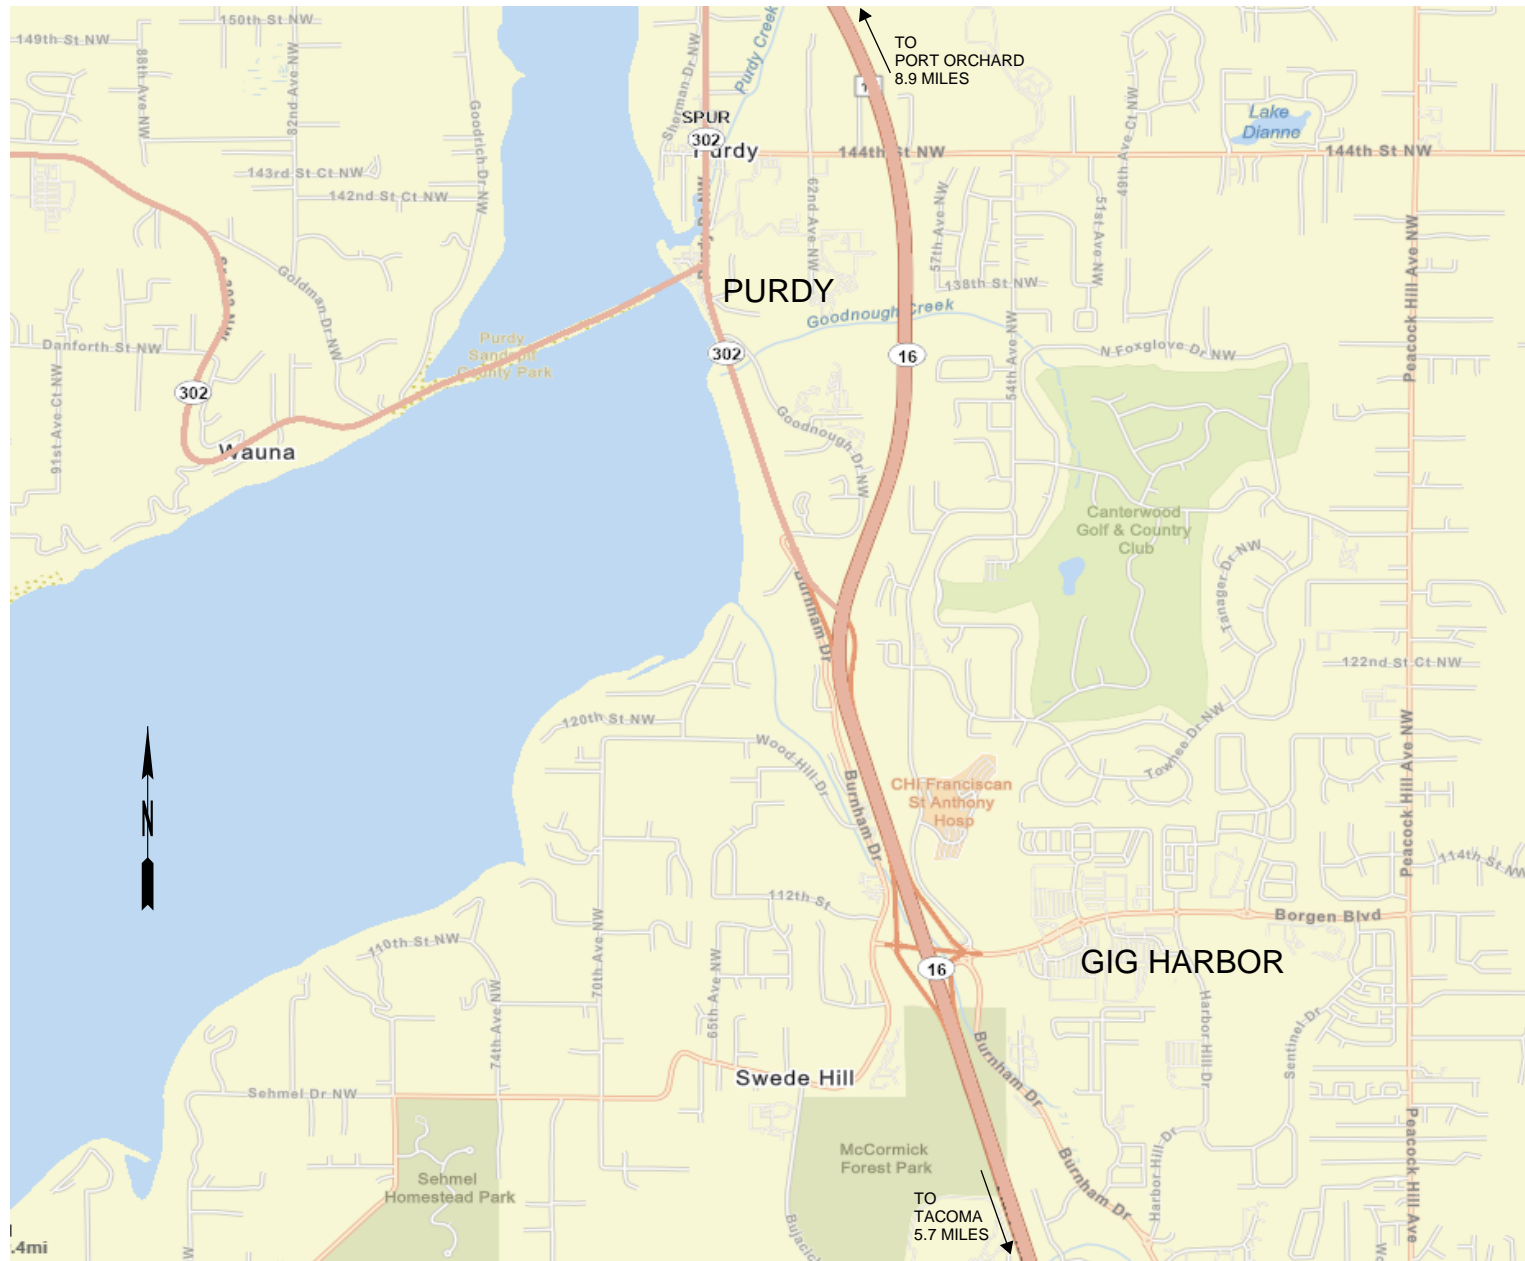 150th St NW
149th St NW
88th Ave NW
82nd Ave NW
Goodrich Dr NW
Sherman Dr NW
Purdy Creek
TO
PORT ORCHARD
8.9 MILES
SPUR
302
Purdy
144th St NW
49th Ave Ct NW
Lake
Dianne
144th St NW
143rd St Ct NW
142nd St Ct NW
62nd Ave NW
57th Ave NW
51st Ave NW
Peacock Hill Ave NW
Goldman Dr NW
PURDY
138th St NW
Goodnough Creek
Danforth St NW
Purdy
Sandspit
County Park
302
16
54th Ave NW
N Foxglove Dr NW
302
91st Ave Ct NW
Wauna
Goodnough Dr NW
Canterwood
Golf & Country
Club
Tanager Dr NW
Burnham Dr
122nd St Ct NW
120th St NW
Wood Hill Dr
Townee Dr NW
Peacock Hill Ave NW
N
Burnham Dr
CHI Franciscan
St Anthony
Hosp
114th St NW
112th St
Borgen Blvd
110th St NW
70th Ave NW
65th Ave NW
16
GIG HARBOR
74th Ave NW
Harbor Hill Dr
Sentinel Dr
Swede Hill
Burnham Dr
Sehmel Dr NW
McCormick
Forest Park
Sehmel
Homestead Park
Burnham Dr
Harbor Hill Dr
Peacock Hill Ave
TO
TACOMA
5.7 MILES
.4mi